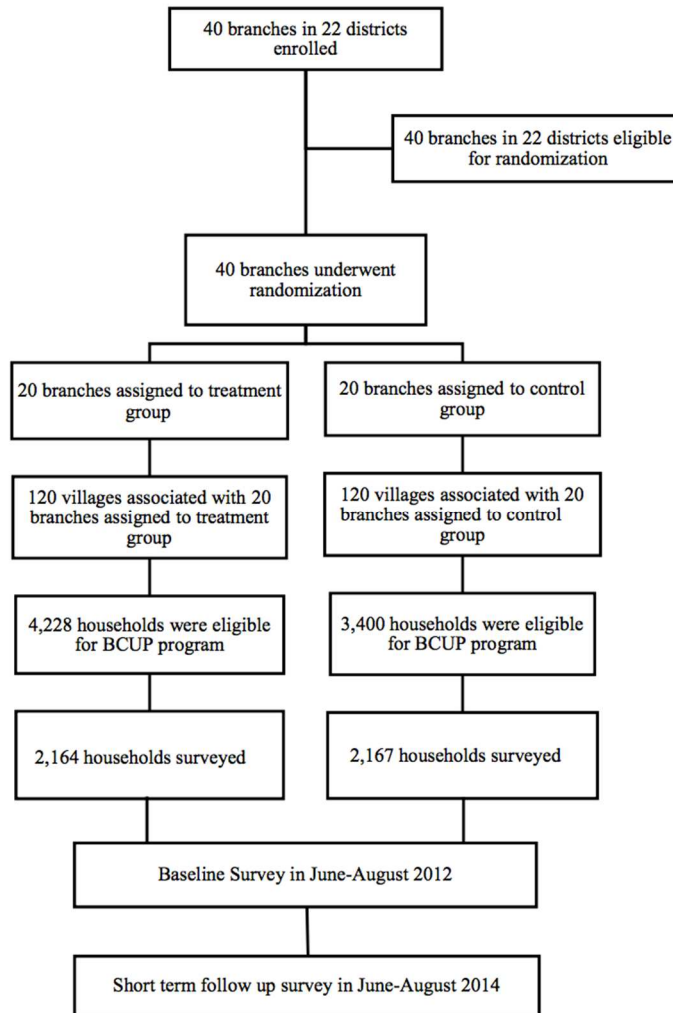 40 branches in 22 districts
enrolled
40 branches in 22 districts eligible
for randomization
40 branches underwent
randomization
20 branches assigned to treatment
group
20 branches assigned to control
group
120 villages associated with 20
branches assigned to treatment
group
120 villages associated with 20
branches assigned to control
group
4,228 households were eligible
for BCUP program
3,400 households were eligible
for BCUP program
2,164 households surveyed
2,167 households surveyed
Baseline Survey in June-August 2012
Short term follow up survey in June-August 2014